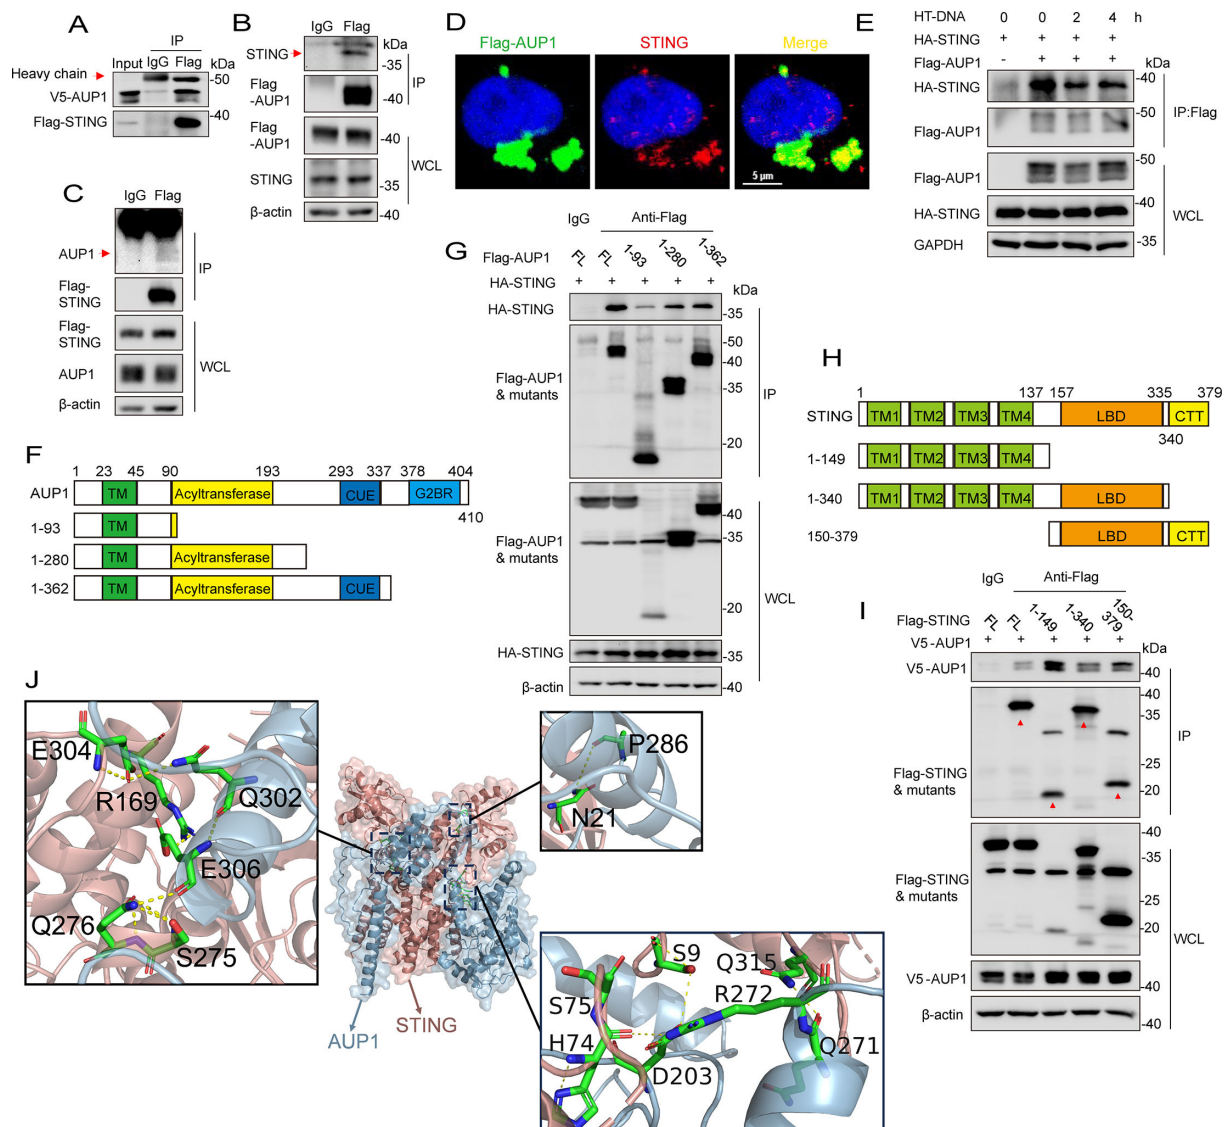 A
IP
Input IgG Flag kDa
Heavy chain
-50
V5-AUP1
-40
Flag-STING
-35
B
IgG Flag
kDa
STING
-35
Flag
-AUP1
-40
IP
Flag
-AUP1
-40
STING
-35
WCL
β-actin
-40
C
IgG Flag
AUP1
Flag-
STING
IP
Flag-
STING
AUP1
WCL
β-actin
D
Flag-AUP1 STING Merge
5 μm
E
HT-DNA 0 0 2 4 h
HA-STING + + + +
Flag-AUP1 - + + +
kDa
HA-STING
-40
-50
Flag-AUP1
IP:Flag
-50
Flag-AUP1
-40
HA-STING
WCL
GAPDH
-35
F
1 23 45 90 193 293 337 378 404
AUP1 TM Acyltransferase CUE G2BR
410
1-93 TM
1-280 TM Acyltransferase
1-362 TM Acyltransferase CUE
G
IgG Anti-Flag
Flag-AUP1 FL FL 1-93 1-280 1-362
HA-STING + + + + +
kDa
HA-STING
-35
-50
-40
Flag-AUP1
& mutants
-35
IP
-20
-40
Flag-AUP1
& mutants
-35
WCL
-20
HA-STING
-35
β-actin
-40
H
1 137 157 335 379
STING TM1 TM2 TM3 TM4 LBD CTT
340
1-149 TM1 TM2 TM3 TM4
1-340 TM1 TM2 TM3 TM4 LBD
150-379 LBD CTT
I
IgG Anti-Flag
Flag-STING FL FL 1-149 1-340 150-
379
V5-AUP1 + + + + +
kDa
V5-AUP1
-40
-40
-35
IP
-25
Flag-STING
& mutants
-20
-40
-35
Flag-STING
& mutants
-25
-20
WCL
V5-AUP1
-40
β-actin
-40
J
E304
R169
Q302
E306
Q276
S275
P286
N21
AUP1
STING
S9
Q315
S75
R272
H74
D203
Q271